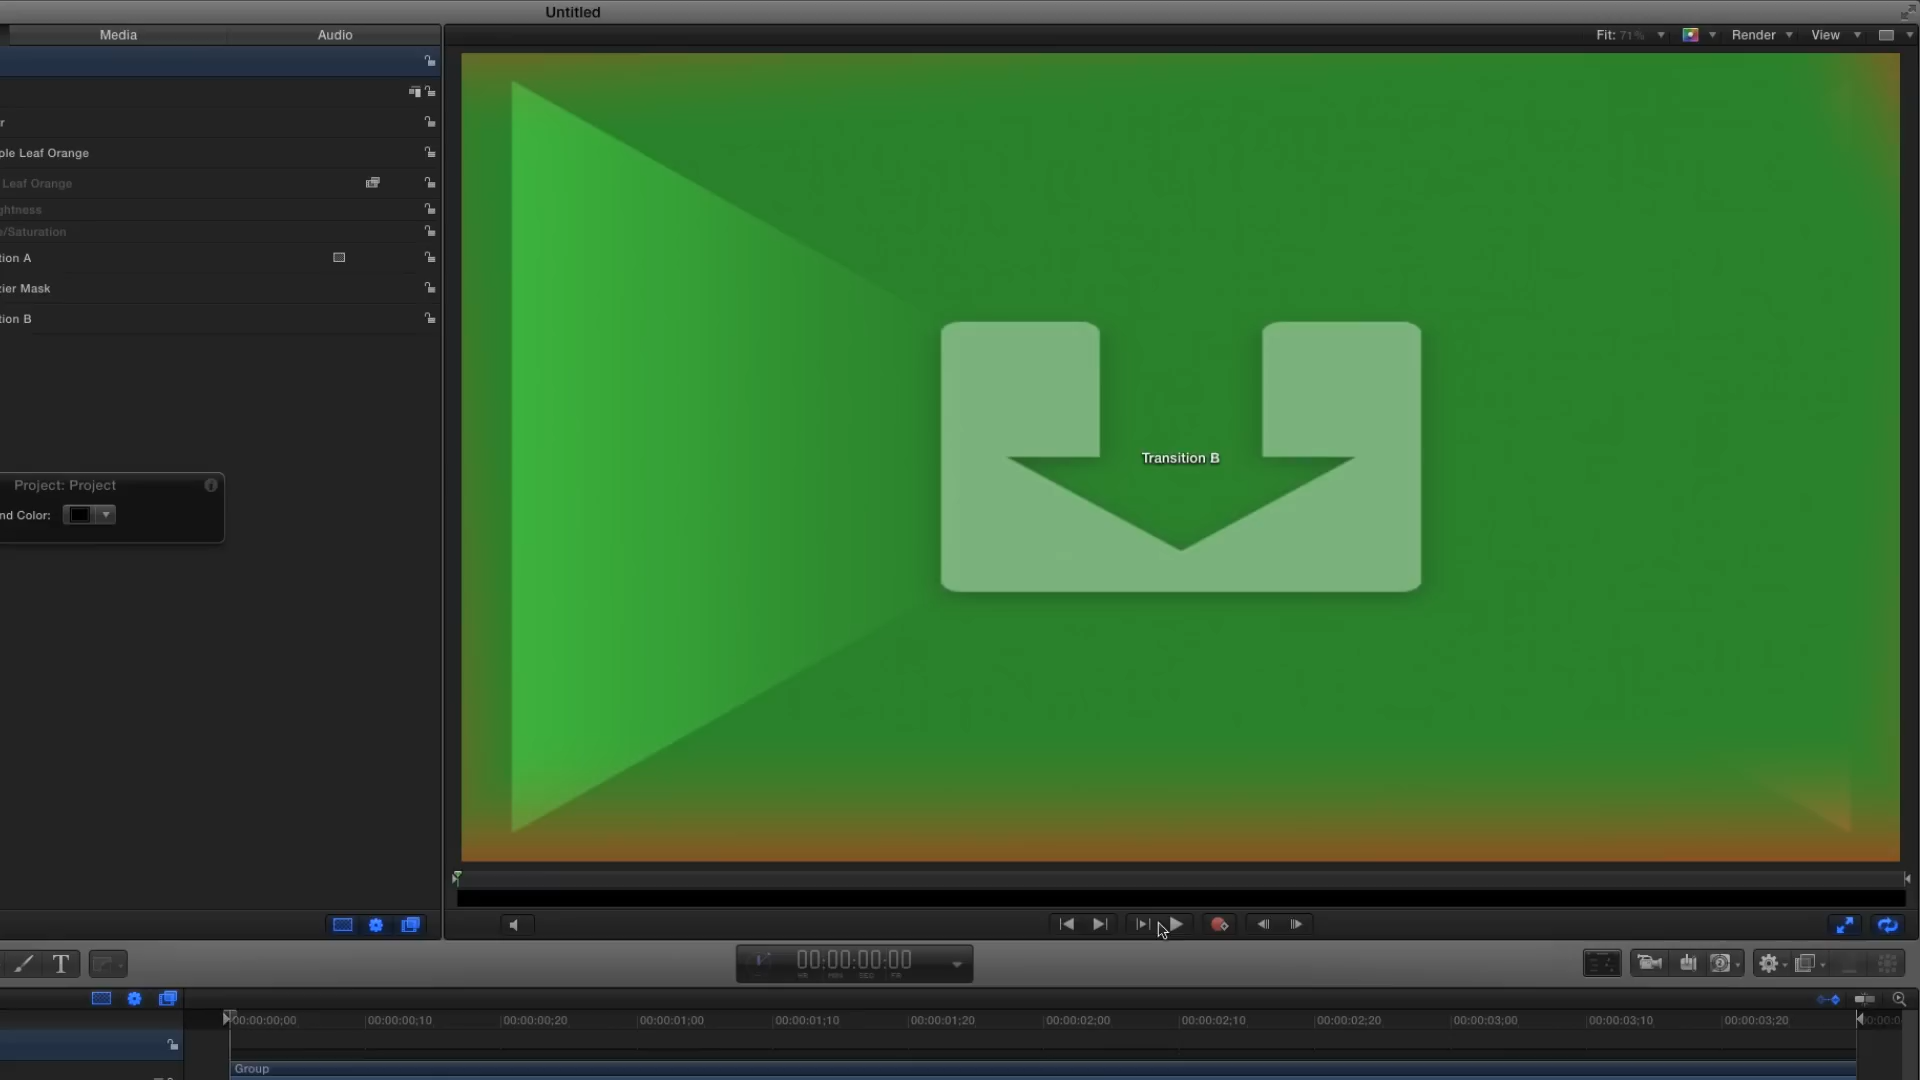 Untitled
Media
Audio
Fit: 71%
Render
View
r
ple Leaf Orange
Leaf Orange
ghtness
e/Saturation
tion A
zier Mask
tion B
Transition B
Project: Project
nd Color:
00:00:00;00
HR MIN SEC FR
T
00:00:00;00
00:00:00;10
00:00:00;20
00:00:01;00
00:00:01;10
00:00:01;20
00:00:02;00
00:00:02;10
00:00:02;20
00:00:03;00
00:00:03;10
00:00:03;20
00:00:0
Group